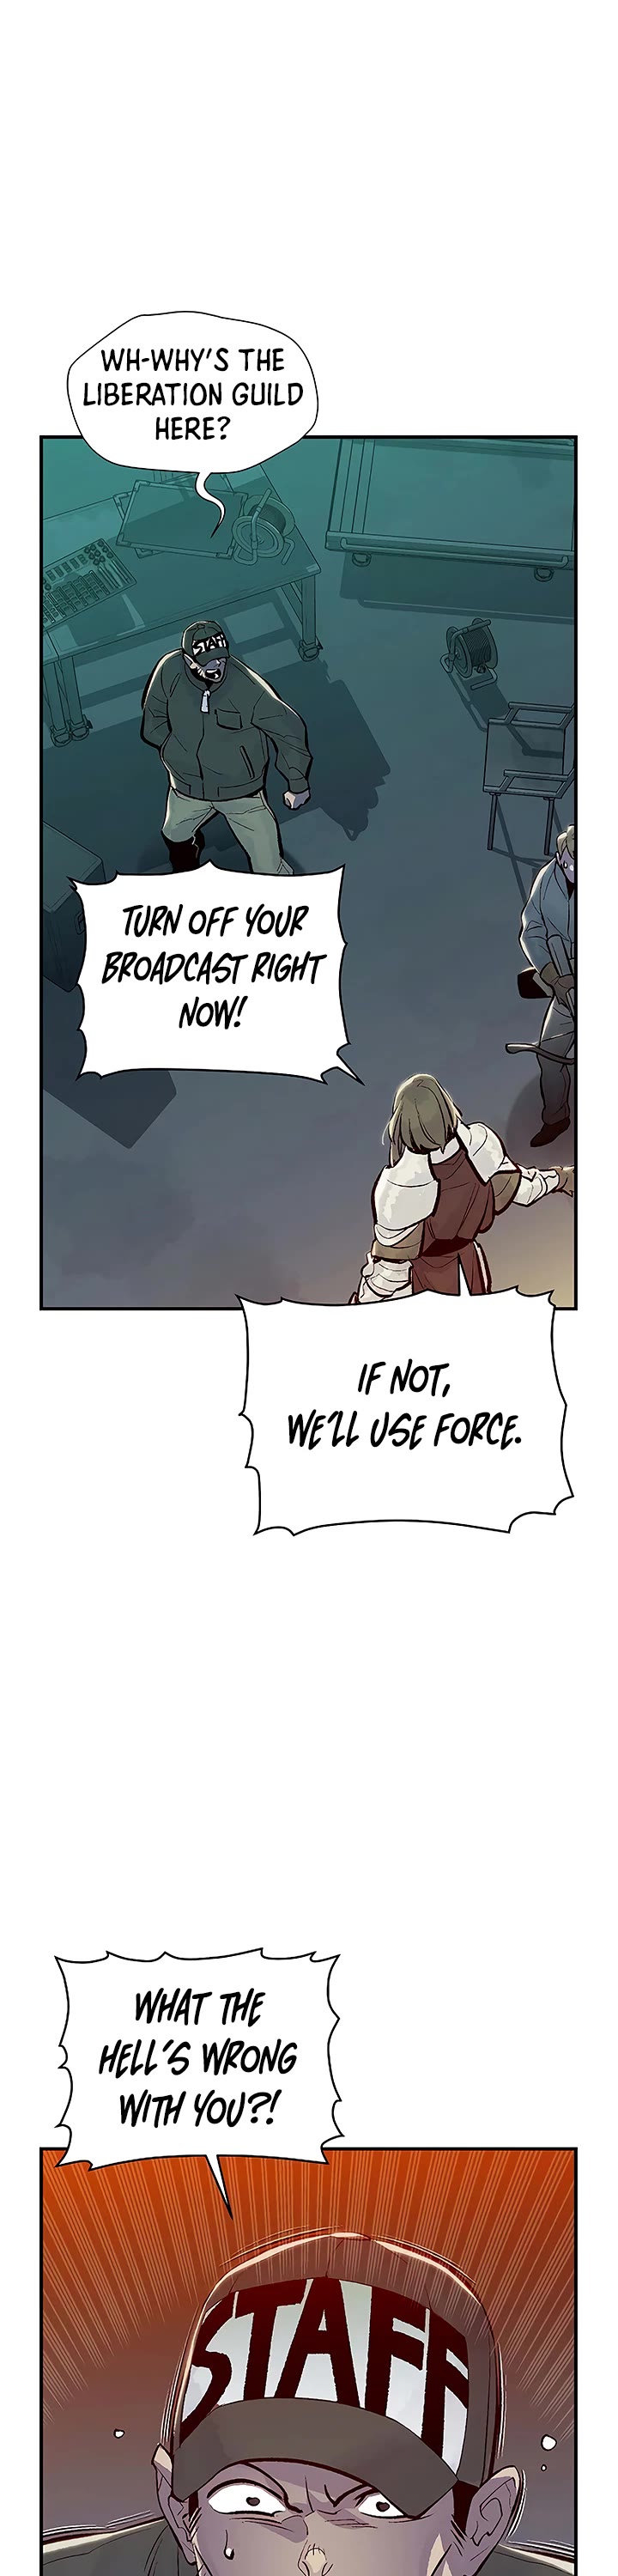 WH-WHY'S THE
LIBERATION GUILD
HERE?
STAFF
TURN OFF YOUR
BROADCAST RIGHT
NOW!
IF NOT,
WE'LL USE FORCE.
WHAT THE
HELL'S WRONG
WITH YOU?!
STAFF